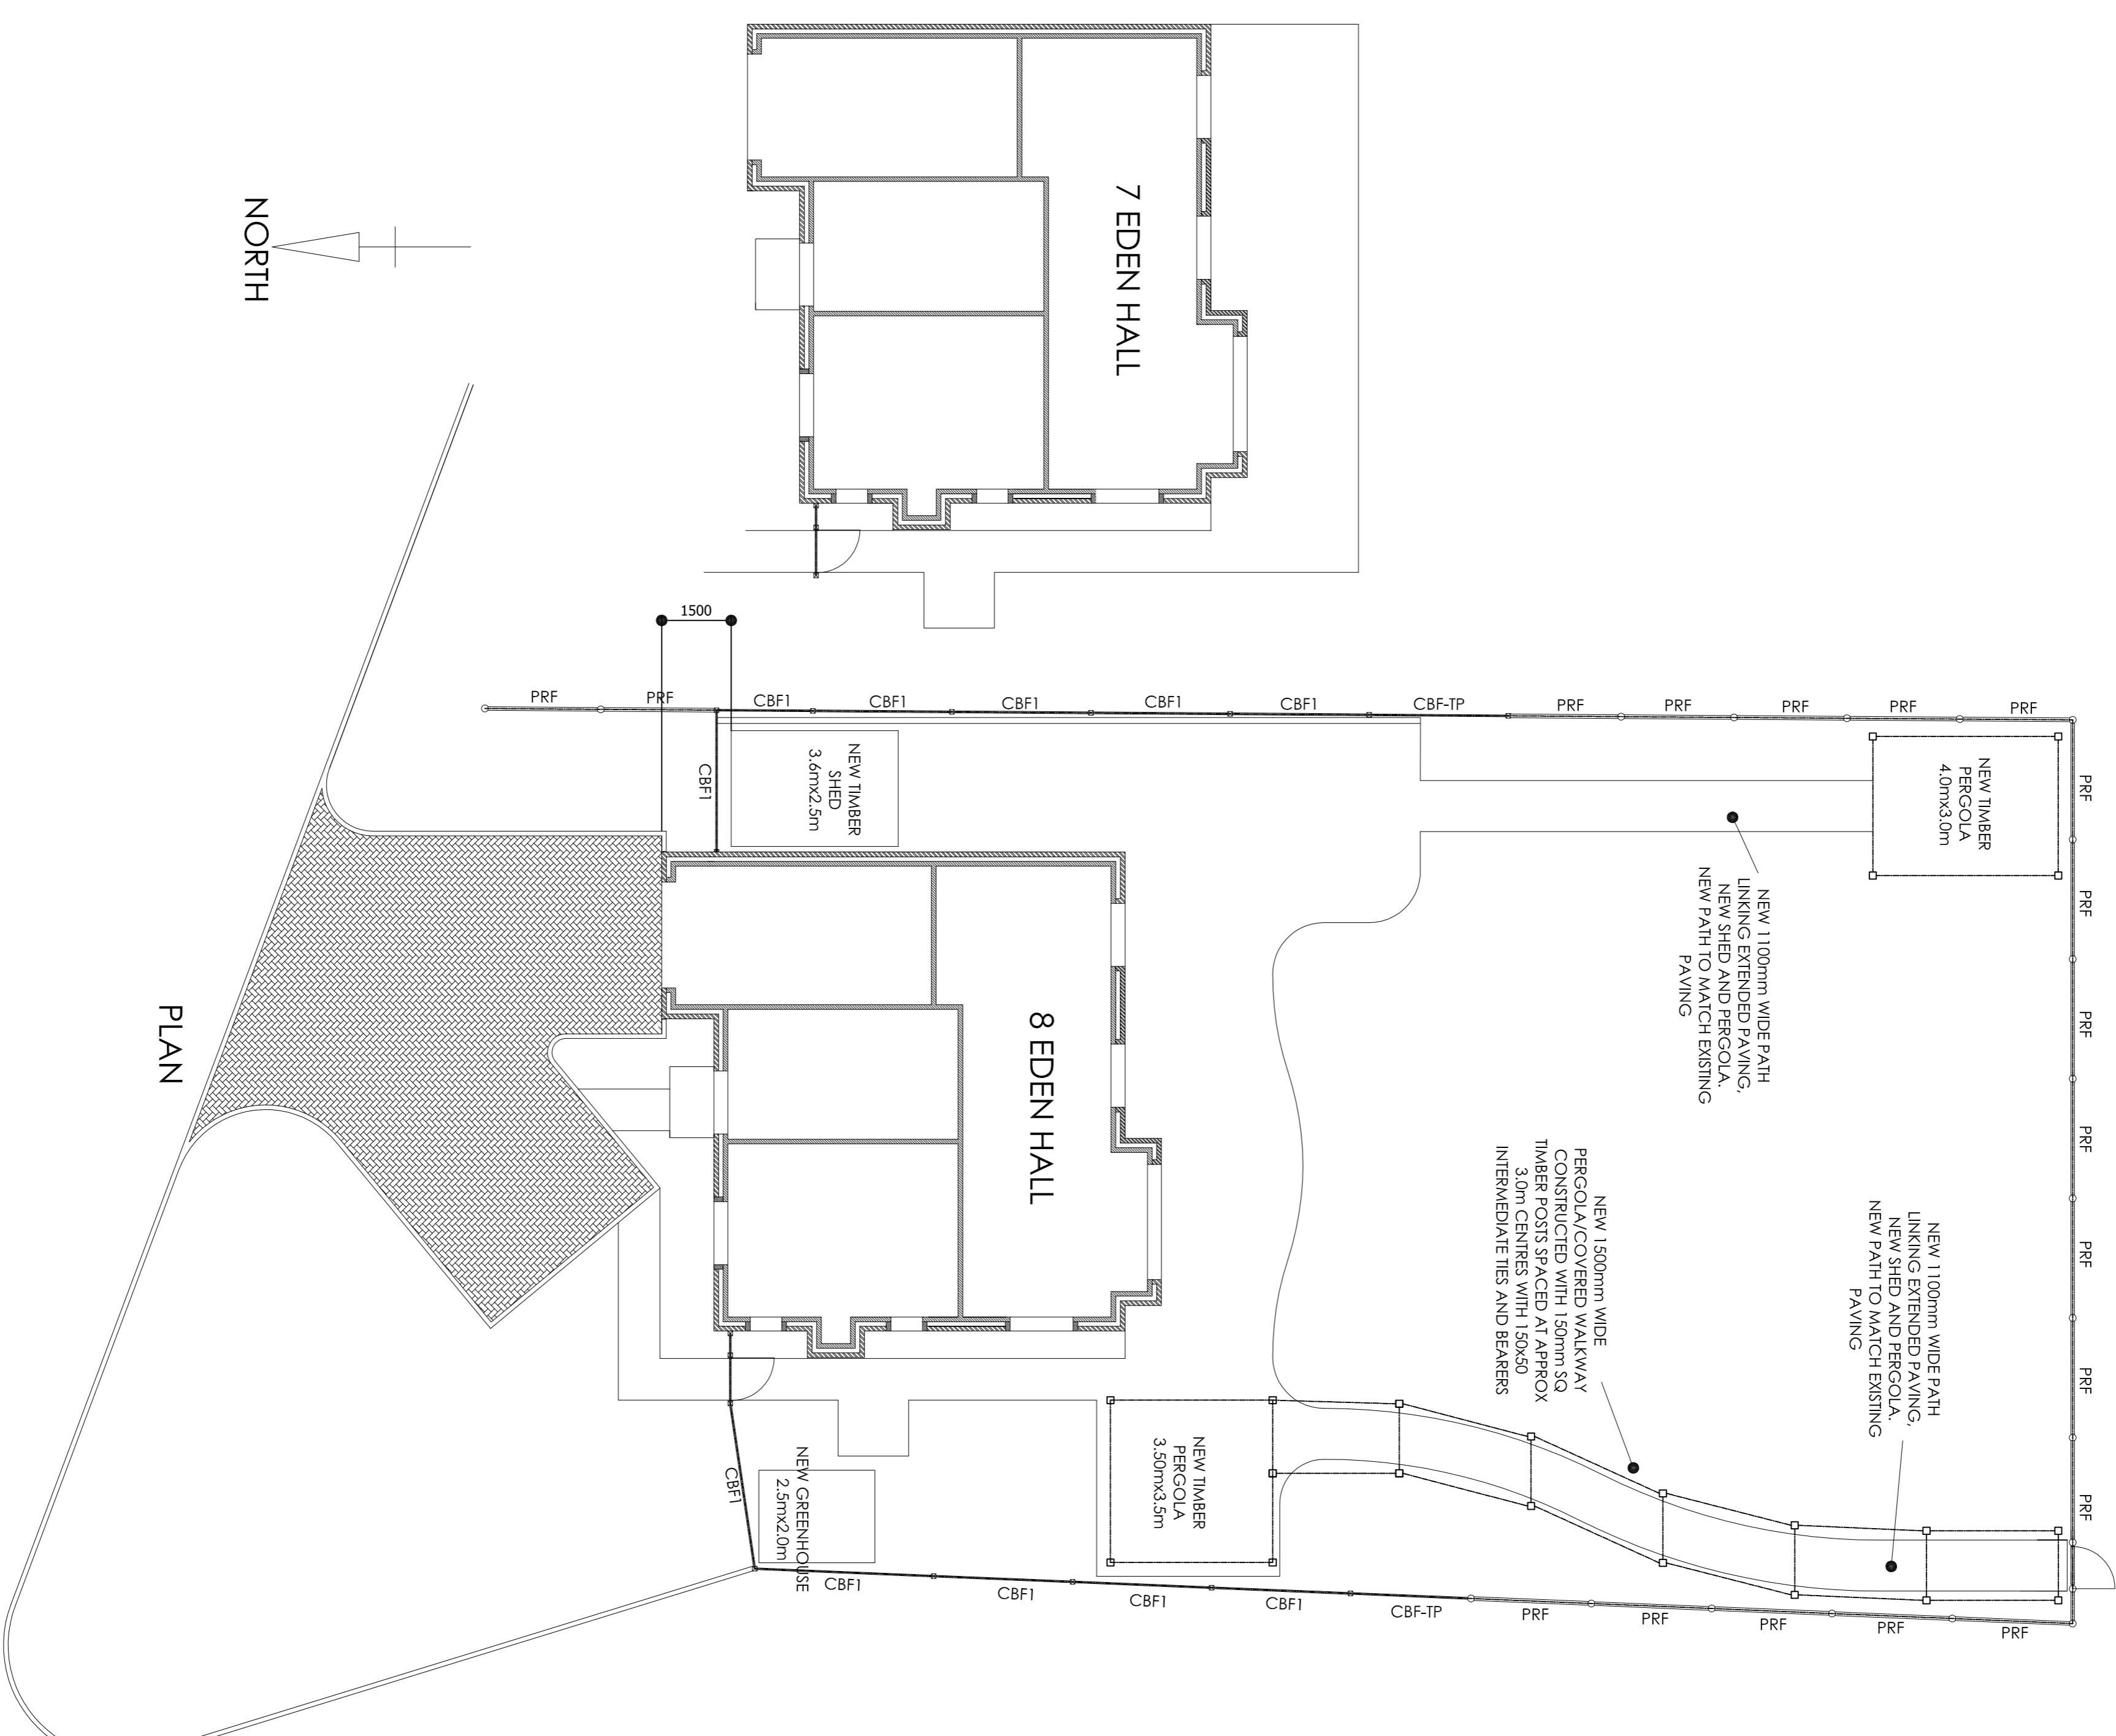 7 EDEN HALL
NORTH
1500
PRF
PRF
CBF1
CBF1
CBF1
CBF1
CBF1
CBF-TP
PRF
PRF
PRF
PRF
PRF
CBF1
NEW TIMBER
SHED
3.6mx2.5m
NEW TIMBER
PERGOLA
4.0mx3.0m
PRF
PRF
PRF
PRF
PRF
PRF
PRF
NEW 1100mm WIDE PATH
LINKING EXTENDED PAVING,
NEW SHED AND PERGOLA.
NEW PATH TO MATCH EXISTING
PAVING
8 EDEN HALL
PLAN
NEW 1500mm WIDE
PERGOLA/COVERED WALKWAY
CONSTRUCTED WITH 150mm SQ
TIMBER POSTS SPACED AT APPROX
3.0m CENTRES WITH 150x50
INTERMEDIATE TIES AND BEARERS
NEW 1100mm WIDE PATH
LINKING EXTENDED PAVING,
NEW SHED AND PERGOLA.
NEW PATH TO MATCH EXISTING
PAVING
NEW TIMBER
PERGOLA
3.50mx3.5m
NEW GREENHOUSE
2.5mx2.0m
CBF1
CBF1
CBF1
CBF1
CBF1
CBF-TP
PRF
PRF
PRF
PRF
PRF